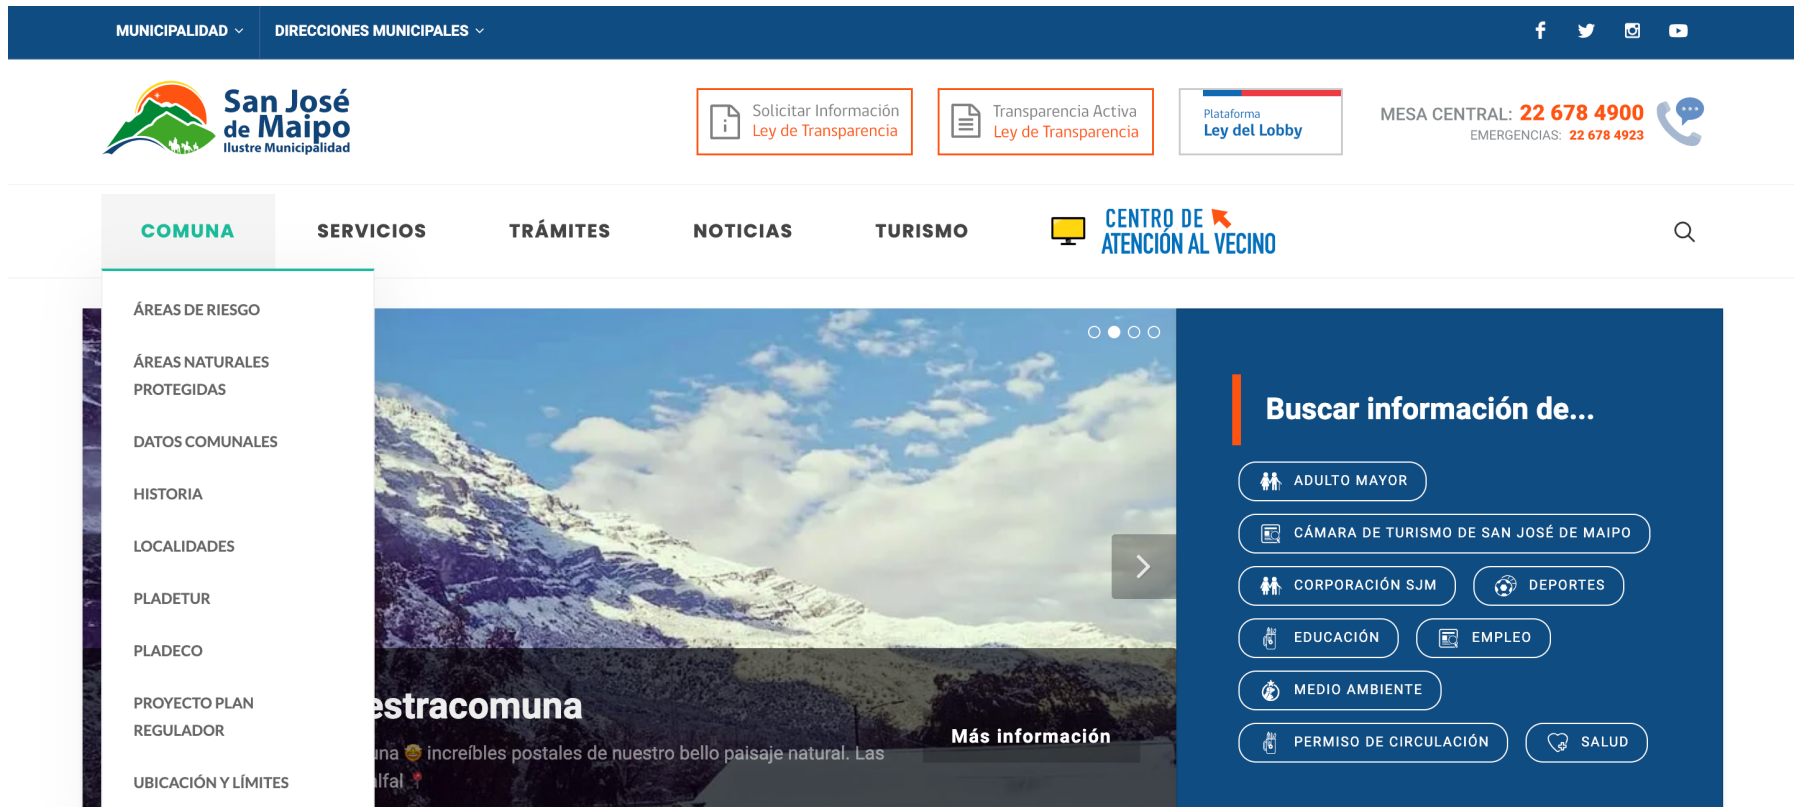 MUNICIPALIDAD
DIRECCIONES MUNICIPALES
San José
de Maipo
Ilustre Municipalidad
Solicitar Información
Ley de Transparencia
Transparencia Activa
Ley de Transparencia
Plataforma
Ley del Lobby
MESA CENTRAL: 22 678 4900
EMERGENCIAS: 22 678 4923
COMUNA
SERVICIOS
TRÁMITES
NOTICIAS
TURISMO
CENTRO DE
ATENCIÓN AL VECINO
ÁREAS DE RIESGO
ÁREAS NATURALES
PROTEGIDAS
DATOS COMUNALES
HISTORIA
LOCALIDADES
PLADETUR
PLADECO
PROYECTO PLAN
REGULADOR
UBICACIÓN Y LÍMITES
estracomuna
una 🤩 increíbles postales de nuestro bello paisaje natural. Las
alfal 📍
Más información
Buscar información de...
ADULTO MAYOR
CÁMARA DE TURISMO DE SAN JOSÉ DE MAIPO
CORPORACIÓN SJM
DEPORTES
EDUCACIÓN
EMPLEO
MEDIO AMBIENTE
PERMISO DE CIRCULACIÓN
SALUD